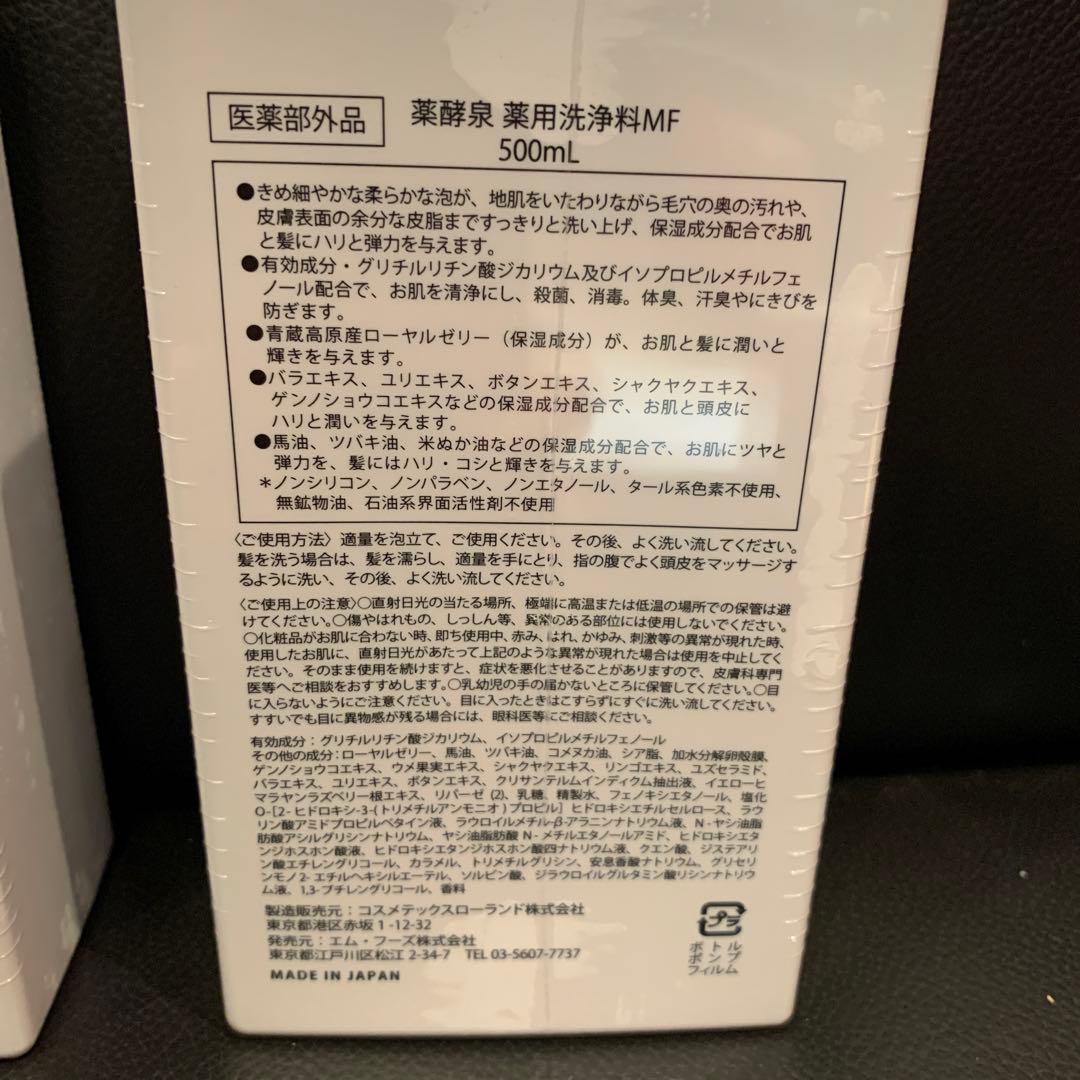 医薬部外品
薬酵泉 薬用洗浄料MF
500mL
●きめ細やかな柔らかな泡が、地肌をいたわりながら毛穴の奥の汚れや、
皮膚表面の余分な皮脂まですっきりと洗い上げ、保湿成分配合でお肌
と髪にハリと弾力を与えます。
●有効成分・グリチルリチン酸ジカリウム及びイソプロピルメチルフェ
ノール配合で、お肌を清浄にし、殺菌、消毒。体臭、汗臭やにきびを
防ぎます。
●青蔵高原産ローヤルゼリー（保湿成分）が、お肌と髪に潤いと
輝きを与えます。
●バラエキス、ユリエキス、ボタンエキス、シャクヤクエキス、
ゲンノショウコエキスなどの保湿成分配合で、お肌と頭皮に
ハリと潤いを与えます。
●馬油、ツバキ油、米ぬか油などの保湿成分配合で、お肌にツヤと
弾力を、髪にはハリ・コシと輝きを与えます。
＊ノンシリコン、ノンパラベン、ノンエタノール、タール系色素不使用、
無鉱物油、石油系界面活性剤不使用
〈ご使用方法〉適量を泡立て、ご使用ください。その後、よく洗い流してください。
髪を洗う場合は、髪を濡らし、適量を手にとり、指の腹でよく頭皮をマッサージす
るように洗い、その後、よく洗い流してください。
〈ご使用上の注意〉○直射日光の当たる場所、極端に高温または低温の場所での保管は避
けてください。○傷やはれもの、しっしん等、異常のある部位には使用しないでください。
○化粧品がお肌に合わない時、即ち使用中、赤み、はれ、かゆみ、刺激等の異常が現れた時、
使用したお肌に、直射日光があたって上記のような異常が現れた場合は使用を中止してく
ださい。そのまま使用を続けますと、症状を悪化させることがありますので、皮膚科専門
医等へご相談をおすすめします。○乳幼児の手の届かないところに保管してください。○目
に入らないようにご注意ください。目に入ったときはこすらずにすぐに洗い流してください。
すすいでも目に異物感が残る場合には、眼科医等にご相談ください。
有効成分：グリチルリチン酸ジカリウム、イソプロピルメチルフェノール
その他の成分：ローヤルゼリー、馬油、ツバキ油、コメヌカ油、シア脂、加水分解卵殻膜、
ゲンノショウコエキス、ウメ果実エキス、シャクヤクエキス、リンゴエキス、ユズセラミド、
バラエキス、ユリエキス、ボタンエキス、クリサンテルムインディクム抽出液、イエローヒ
マラヤンラズベリー根エキス、リパーゼ (2)、乳糖、精製水、フェノキシエタノール、塩化
O-[2-ヒドロキシ-3-(トリメチルアンモニオ)プロピル] ヒドロキシエチルセルロース、ラウ
リン酸アミドプロピルベタイン液、ラウロイルメチル-β-アラニンナトリウム液、N-ヤシ油脂
肪酸アシルグリシンナトリウム、ヤシ油脂肪酸 N-メチルエタノールアミド、ヒドロキシエタ
ンジホスホン酸液、ヒドロキシエタンジホスホン酸四ナトリウム液、クエン酸、ジステアリ
ン酸エチレングリコール、カラメル、トリメチルグリシン、安息香酸ナトリウム、グリセリ
ンモノ2-エチルヘキシルエーテル、ソルビン酸、ジラウロイルグルタミン酸リシンナトリウ
ム液、1,3-ブチレングリコール、香料
製造販売元：コスメテックスローランド株式会社
東京都港区赤坂 1-12-32
発売元：エム・フーズ株式会社
東京都江戸川区松江 2-34-7 TEL 03-5607-7737
MADE IN JAPAN
プラ
ボトル
ポンプ
フィルム